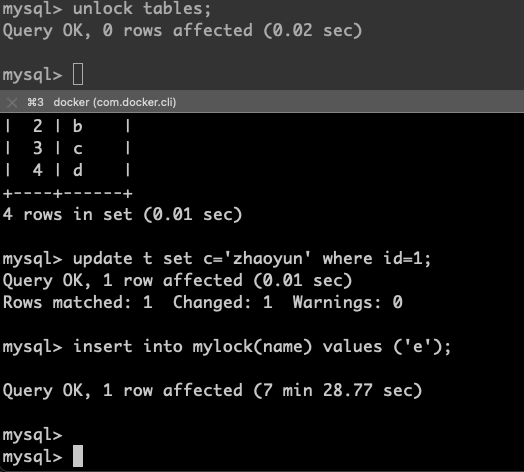 mysql> unlock tables;
Query OK, 0 rows affected (0.02 sec)
mysql>
⌘3 docker (com.docker.cli)
| 2 | b |
| 3 | c |
| 4 | d |
+----+------+
4 rows in set (0.01 sec)
mysql> update t set c='zhaoyun' where id=1;
Query OK, 1 row affected (0.01 sec)
Rows matched: 1  Changed: 1  Warnings: 0
mysql> insert into mylock(name) values ('e');
Query OK, 1 row affected (7 min 28.77 sec)
mysql>
mysql>